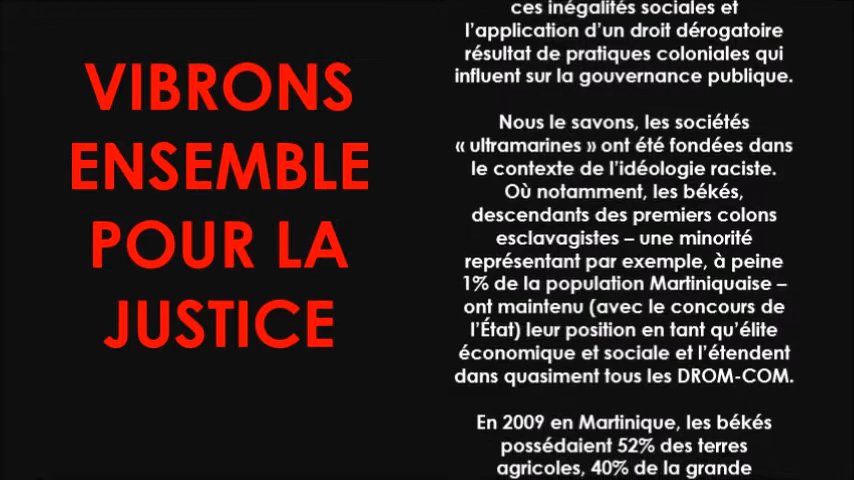 VIBRONS
ENSEMBLE
POUR LA
JUSTICE
ces inégalités sociales et
l'application d'un droit dérogatoire
résultat de pratiques coloniales qui
influent sur la gouvernance publique.
Nous le savons, les sociétés
« ultramarines » ont été fondées dans
le contexte de l'idéologie raciste.
Où notamment, les békés,
descendants des premiers colons
esclavagistes – une minorité
représentant par exemple, à peine
1% de la population Martiniquaise –
ont maintenu (avec le concours de
l'État) leur position en tant qu'élite
économique et sociale et l'étendent
dans quasiment tous les DROM-COM.
En 2009 en Martinique, les békés
possédaient 52% des terres
agricoles, 40% de la grande